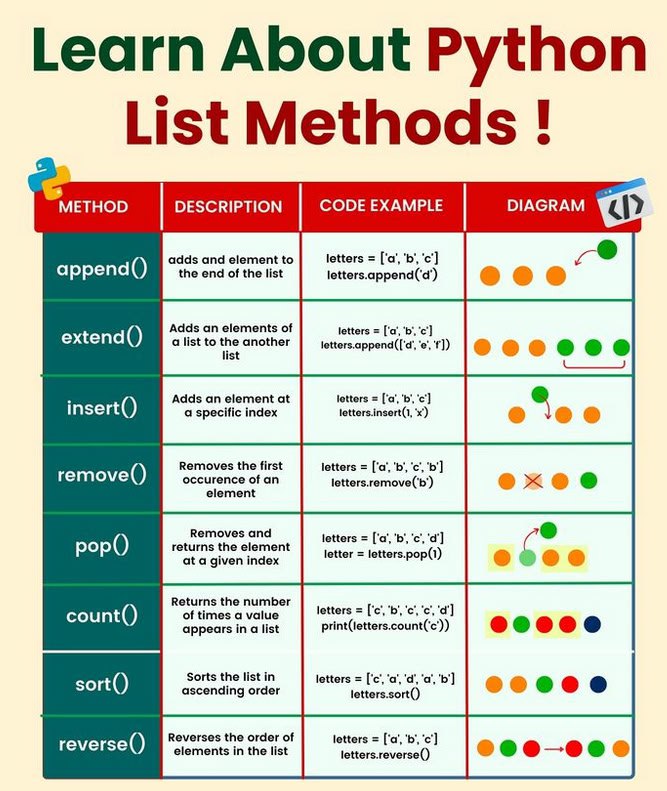 Learn About Python
List Methods !
METHOD DESCRIPTION CODE EXAMPLE DIAGRAM
</>
append()
adds and element to
the end of the list
letters = ['a', 'b', 'c']
letters.append('d')
extend()
Adds an elements of
a list to the another
list
letters = ['a', 'b', 'c']
letters.append(['d', 'e', 'f'])
insert()
Adds an element at
a specific index
letters = ['a', 'b', 'c']
letters.insert(1, 'x')
remove()
Removes the first
occurence of an
element
letters = ['a', 'b', 'c', 'b']
letters.remove('b')
pop()
Removes and
returns the element
at a given index
letters = ['a', 'b', 'c', 'd']
letter = letters.pop(1)
count()
Returns the number
of times a value
appears in a list
letters = ['c', 'b', 'c', 'c', 'd']
print(letters.count('c'))
sort()
Sorts the list in
ascending order
letters = ['c', 'a', 'd', 'a', 'b']
letters.sort()
reverse()
Reverses the order of
elements in the list
letters = ['a', 'b', 'c']
letters.reverse()